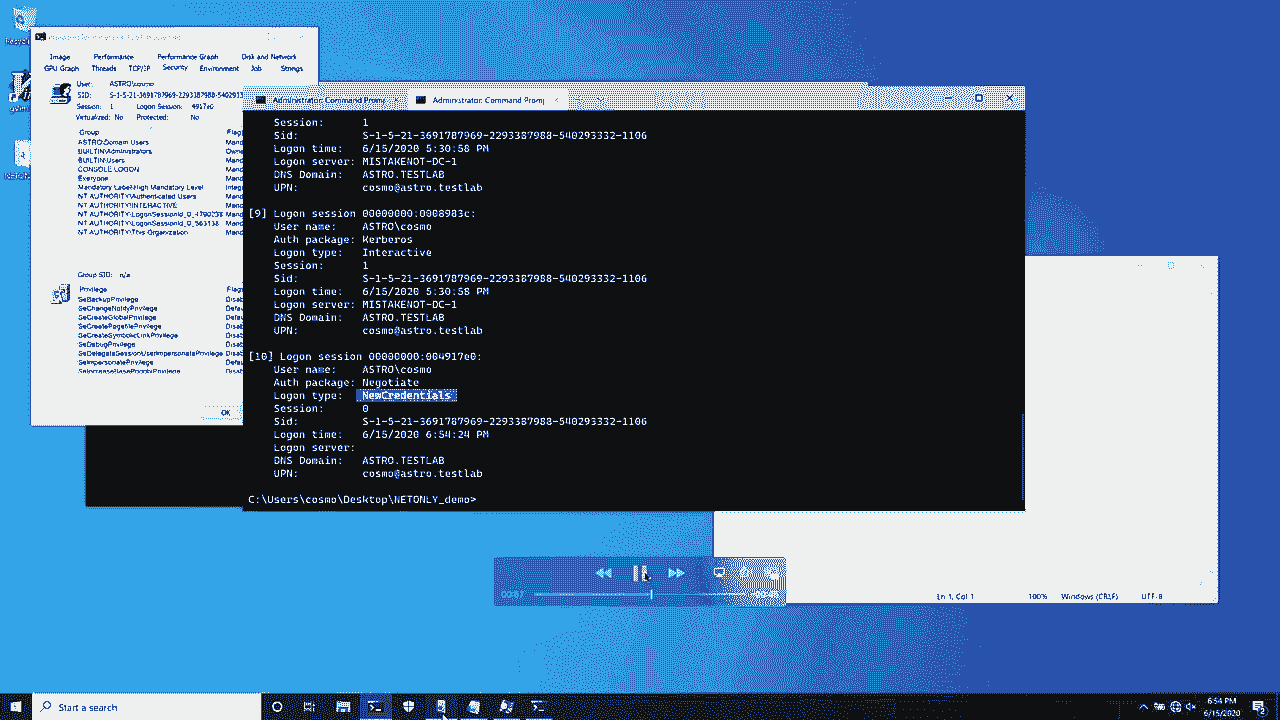 Image
Performance
Performance Graph
Disk and Network
GPU Graph
Threads
TCP/IP
Security
Environment
Job
Strings
User: ASTRO\cosmo
SID: S-1-5-21-3691787969-2293387988-5402933
Session: 1 Logon Session: 4917e0
Virtualized: No Protected: No
Group Flag
ASTRO\Domain Users Mand
BUILTIN\Administrators Mand
BUILTIN\Users Mand
CONSOLE LOGON Mand
Everyone Mand
Mandatory Label\High Mandatory Level Integ
NT AUTHORITY\Authenticated Users Mand
NT AUTHORITY\INTERACTIVE Mand
NT AUTHORITY\LogonSessionId_0_4790238 Mand
NT AUTHORITY\LogonSessionId_0_563138 Mand
NT AUTHORITY\This Organization Mand
Group SID: n/a
Privilege Flag
SeBackupPrivilege Disab
SeChangeNotifyPrivilege Defau
SeCreateGlobalPrivilege Defau
SeCreatePagefilePrivilege Disab
SeCreateSymbolicLinkPrivilege Disab
SeDebugPrivilege Disab
SeDelegateSessionUserImpersonatePrivilege Disab
SeImpersonatePrivilege Defau
SeIncreaseBasePriorityPrivilege Disab
OK
Administrator: Command Promp
Administrator: Command Promp
Session: 1
Sid: S-1-5-21-3691787969-2293387988-540293332-1106
Logon time: 6/15/2020 5:30:58 PM
Logon server: MISTAKENOT-DC-1
DNS Domain: ASTRO.TESTLAB
UPN: cosmo@astro.testlab
[9] Logon session 00000000:0008983c:
User name: ASTRO\cosmo
Auth package: Kerberos
Logon type: Interactive
Session: 1
Sid: S-1-5-21-3691787969-2293387988-540293332-1106
Logon time: 6/15/2020 5:30:58 PM
Logon server: MISTAKENOT-DC-1
DNS Domain: ASTRO.TESTLAB
UPN: cosmo@astro.testlab
[10] Logon session 00000000:004917e0:
User name: ASTRO\cosmo
Auth package: Negotiate
Logon type: NewCredentials
Session: 0
Sid: S-1-5-21-3691787969-2293387988-540293332-1106
Logon time: 6/15/2020 6:54:24 PM
Logon server:
DNS Domain: ASTRO.TESTLAB
UPN: cosmo@astro.testlab
C:\Users\cosmo\Desktop\NETONLY_demo>
Ln 1, Col 1 100% Windows (CRLF) UTF-8
Start a search
6:54 PM
6/15/2020